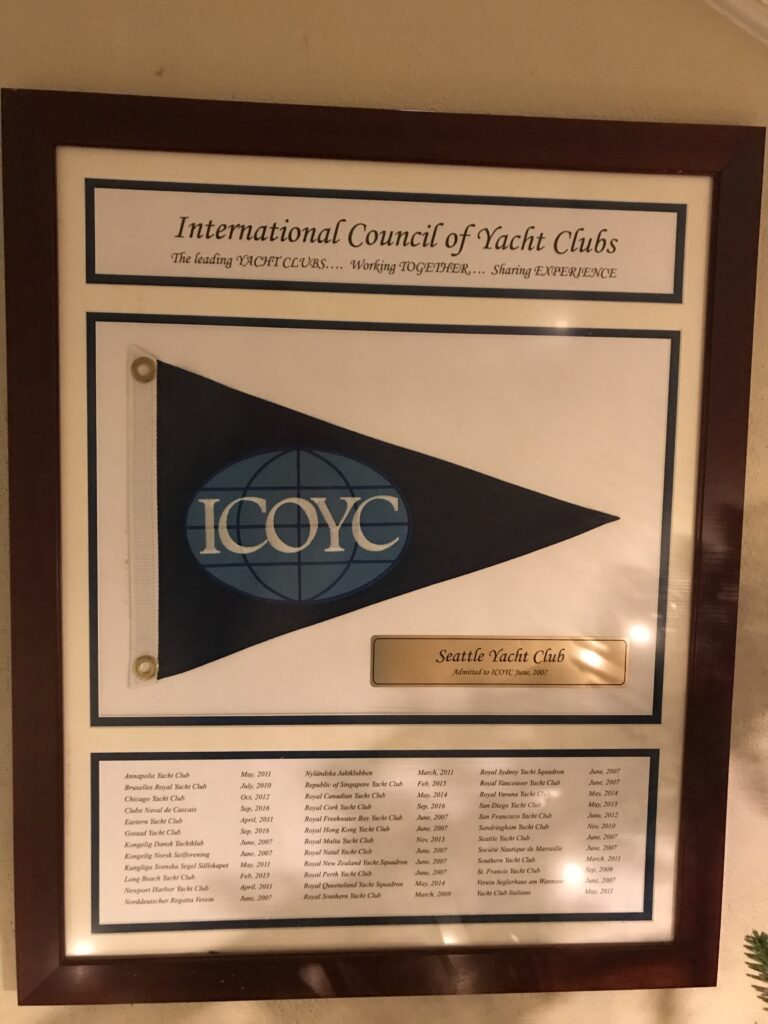 International Council of Yacht Clubs
The leading YACHT CLUBS.... Working TOGETHER.... Sharing EXPERIENCE
ICOYC
Seattle Yacht Club
Admitted to ICOYC June, 2007
Annapolis Yacht Club May, 2011
Bruxelles Royal Yacht Club July, 2010
Chicago Yacht Club Oct, 2012
Clube Naval de Cascais Sep, 2016
Eastern Yacht Club April, 2011
Gstaad Yacht Club Sep, 2016
Kongelig Dansk Yachtklub June, 2007
Kongelig Norsk Seilforening June, 2007
Kungliga Svenska Segel Sällskapet May, 2011
Long Beach Yacht Club Feb, 2015
Newport Harbor Yacht Club April, 2011
Norddeutscher Regatta Verein June, 2007
Nyländska Jaktklubben March, 2011
Republic of Singapore Yacht Club Feb, 2015
Royal Canadian Yacht Club May, 2014
Royal Cork Yacht Club Sep, 2016
Royal Freshwater Bay Yacht Club June, 2007
Royal Hong Kong Yacht Club June, 2007
Royal Malta Yacht Club Nov, 2013
Royal Natal Yacht Club June, 2007
Royal New Zealand Yacht Squadron June, 2007
Royal Perth Yacht Club June, 2007
Royal Queensland Yacht Squadron May, 2014
Royal Southern Yacht Club March, 2009
Royal Sydney Yacht Squadron June, 2007
Royal Vancouver Yacht Club June, 2007
Royal Varuna Yacht Club May, 2014
San Diego Yacht Club May, 2013
San Francisco Yacht Club June, 2012
Sandringham Yacht Club Nov, 2010
Seattle Yacht Club June, 2007
Société Nautique de Marseille June, 2007
Southern Yacht Club March, 2011
St. Francis Yacht Club Sep, 2009
Verein Seglerhaus am Wannsee June, 2007
Yacht Club Italiano May, 2011